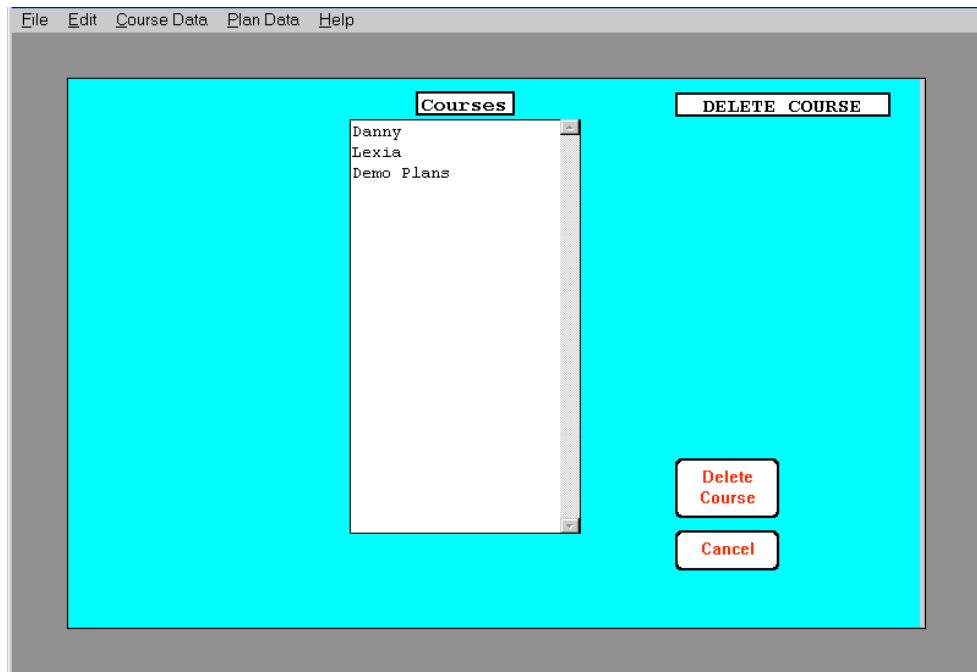 File Edit Course Data Plan Data Help
Courses
DELETE COURSE
Danny
Lexia
Demo Plans
Delete
Course
Cancel